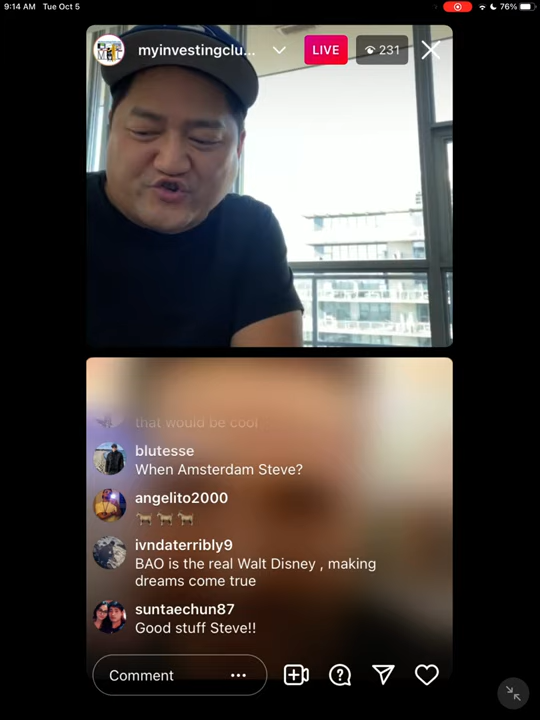 9:14 AM Tue Oct 5
76%
myinvestingclu...
LIVE
231
that would be cool
blutesse
When Amsterdam Steve?
angelito2000
ivndaterribly9
BAO is the real Walt Disney , making
dreams come true
suntaechun87
Good stuff Steve!!
Comment